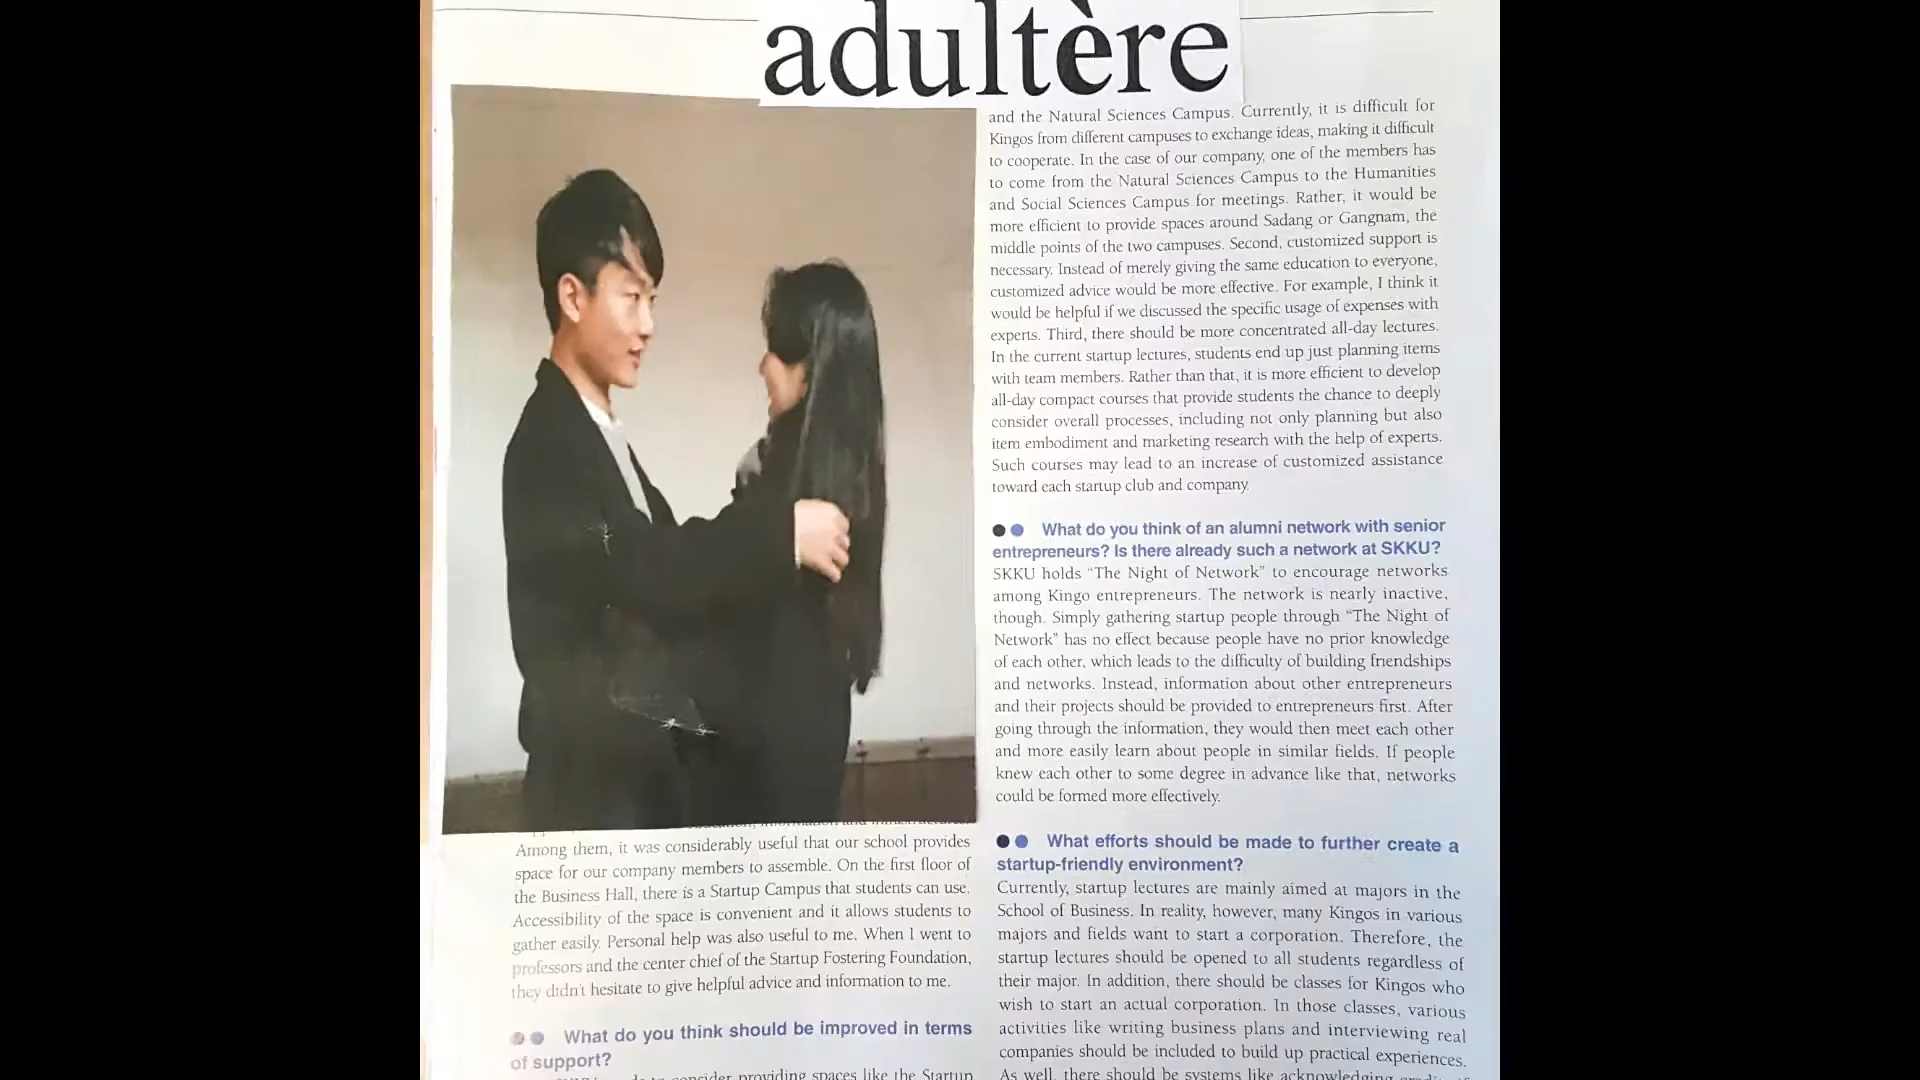 adultère
Among them, it was considerably useful that our school provides
space for our company members to assemble. On the first floor of
the Business Hall, there is a Startup Campus that students can use.
Accessibility of the space is convenient and it allows students to
gather easily. Personal help was also useful to me. When I went to
professors and the center chief of the Startup Fostering Foundation,
they didn't hesitate to give helpful advice and information to me.
What do you think should be improved in terms
of support?
consider providing spaces like the Startup
and the Natural Sciences Campus. Currently, it is difficult for
Kingos from different campuses to exchange ideas, making it difficult
to cooperate. In the case of our company, one of the members has
to come from the Natural Sciences Campus to the Humanities
and Social Sciences Campus for meetings. Rather, it would be
more efficient to provide spaces around Sadang or Gangnam, the
middle points of the two campuses. Second, customized support is
necessary. Instead of merely giving the same education to everyone,
customized advice would be more effective. For example, I think it
would be helpful if we discussed the specific usage of expenses with
experts. Third, there should be more concentrated all-day lectures.
In the current startup lectures, students end up just planning items
with team members. Rather than that, it is more efficient to develop
all-day compact courses that provide students the chance to deeply
consider overall processes, including not only planning but also
item embodiment and marketing research with the help of experts.
Such courses may lead to an increase of customized assistance
toward each startup club and company.
What do you think of an alumni network with senior
entrepreneurs? Is there already such a network at SKKU?
SKKU holds “The Night of Network” to encourage networks
among Kingo entrepreneurs. The network is nearly inactive,
though. Simply gathering startup people through “The Night of
Network” has no effect because people have no prior knowledge
of each other, which leads to the difficulty of building friendships
and networks. Instead, information about other entrepreneurs
and their projects should be provided to entrepreneurs first. After
going through the information, they would then meet each other
and more easily learn about people in similar fields. If people
knew each other to some degree in advance like that, networks
could be formed more effectively.
What efforts should be made to further create a
startup-friendly environment?
Currently, startup lectures are mainly aimed at majors in the
School of Business. In reality, however, many Kingos in various
majors and fields want to start a corporation. Therefore, the
startup lectures should be opened to all students regardless of
their major. In addition, there should be classes for Kingos who
wish to start an actual corporation. In those classes, various
activities like writing business plans and interviewing real
companies should be included to build up practical experiences.
As well, there should be systems like acknowledging